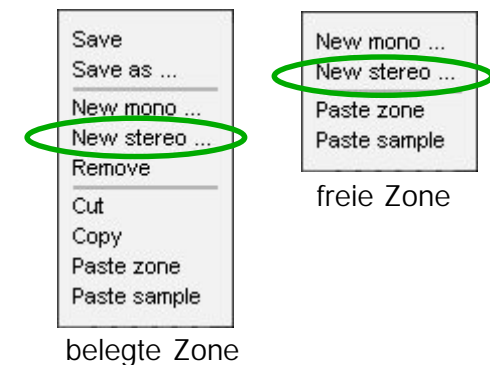 Save
Save as ...
New mono ...
New stereo ...
Remove
Cut
Copy
Paste zone
Paste sample
belegte Zone
New mono ...
New stereo ...
Paste zone
Paste sample
freie Zone